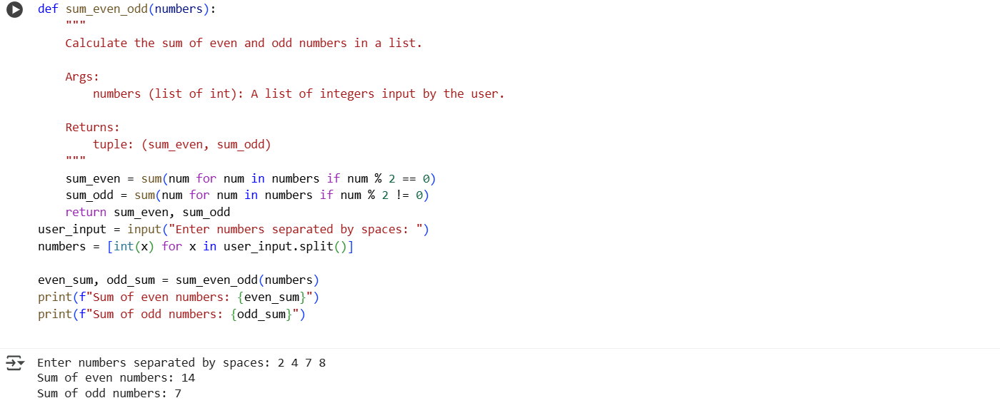 def sum_even_odd(numbers):
    """
    Calculate the sum of even and odd numbers in a list.

    Args:
        numbers (list of int): A list of integers input by the user.

    Returns:
        tuple: (sum_even, sum_odd)
    """
    sum_even = sum(num for num in numbers if num % 2 == 0)
    sum_odd = sum(num for num in numbers if num % 2 != 0)
    return sum_even, sum_odd
user_input = input("Enter numbers separated by spaces: ")
numbers = [int(x) for x in user_input.split()]

even_sum, odd_sum = sum_even_odd(numbers)
print(f"Sum of even numbers: {even_sum}")
print(f"Sum of odd numbers: {odd_sum}")

Enter numbers separated by spaces: 2 4 7 8
Sum of even numbers: 14
Sum of odd numbers: 7